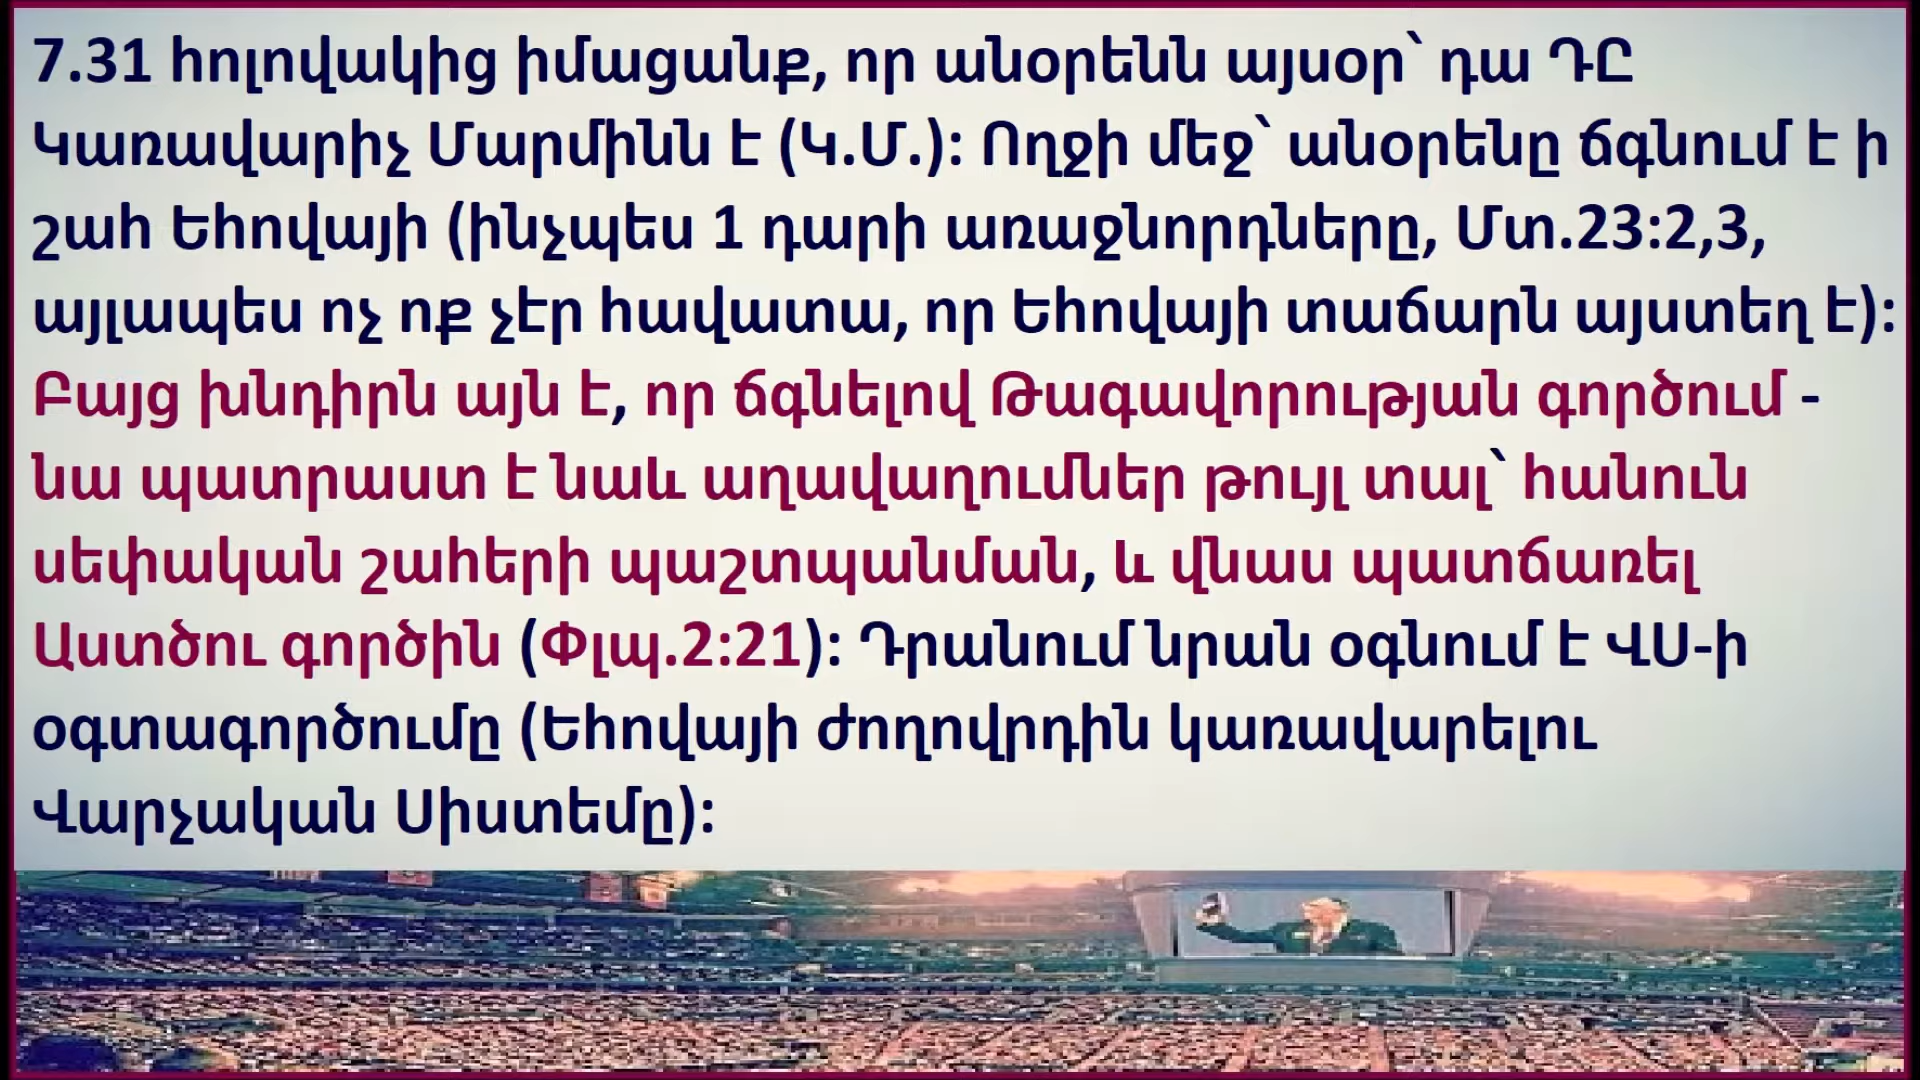 7.31 հոլովակից իմացանք, որ անօրենն այսօր՝ դա ԴԸ
Կառավարիչ Մարմինն է (Կ.Մ.): Ողջի մեջ՝ անօրենը ճգնում է ի
շահ Եհովայի (ինչպես 1 դարի առաջնորդները, Մտ.23:2,3,
այլապես ոչ ոք չէր հավատա, որ Եհովայի տաճարն այստեղ է):
Բայց խնդիրն այն է, որ ճգնելով Թագավորության գործում -
նա պատրաստ է նաև աղավաղումներ թույլ տալ՝ հանուն
սեփական շահերի պաշտպանման, և վնաս պատճառել
Աստծու գործին (Փլպ.2:21): Դրանում նրան օգնում է ՎՍ-ի
օգտագործումը (Եհովայի ժողովրդին կառավարելու
Վարչական Սիստեմը):